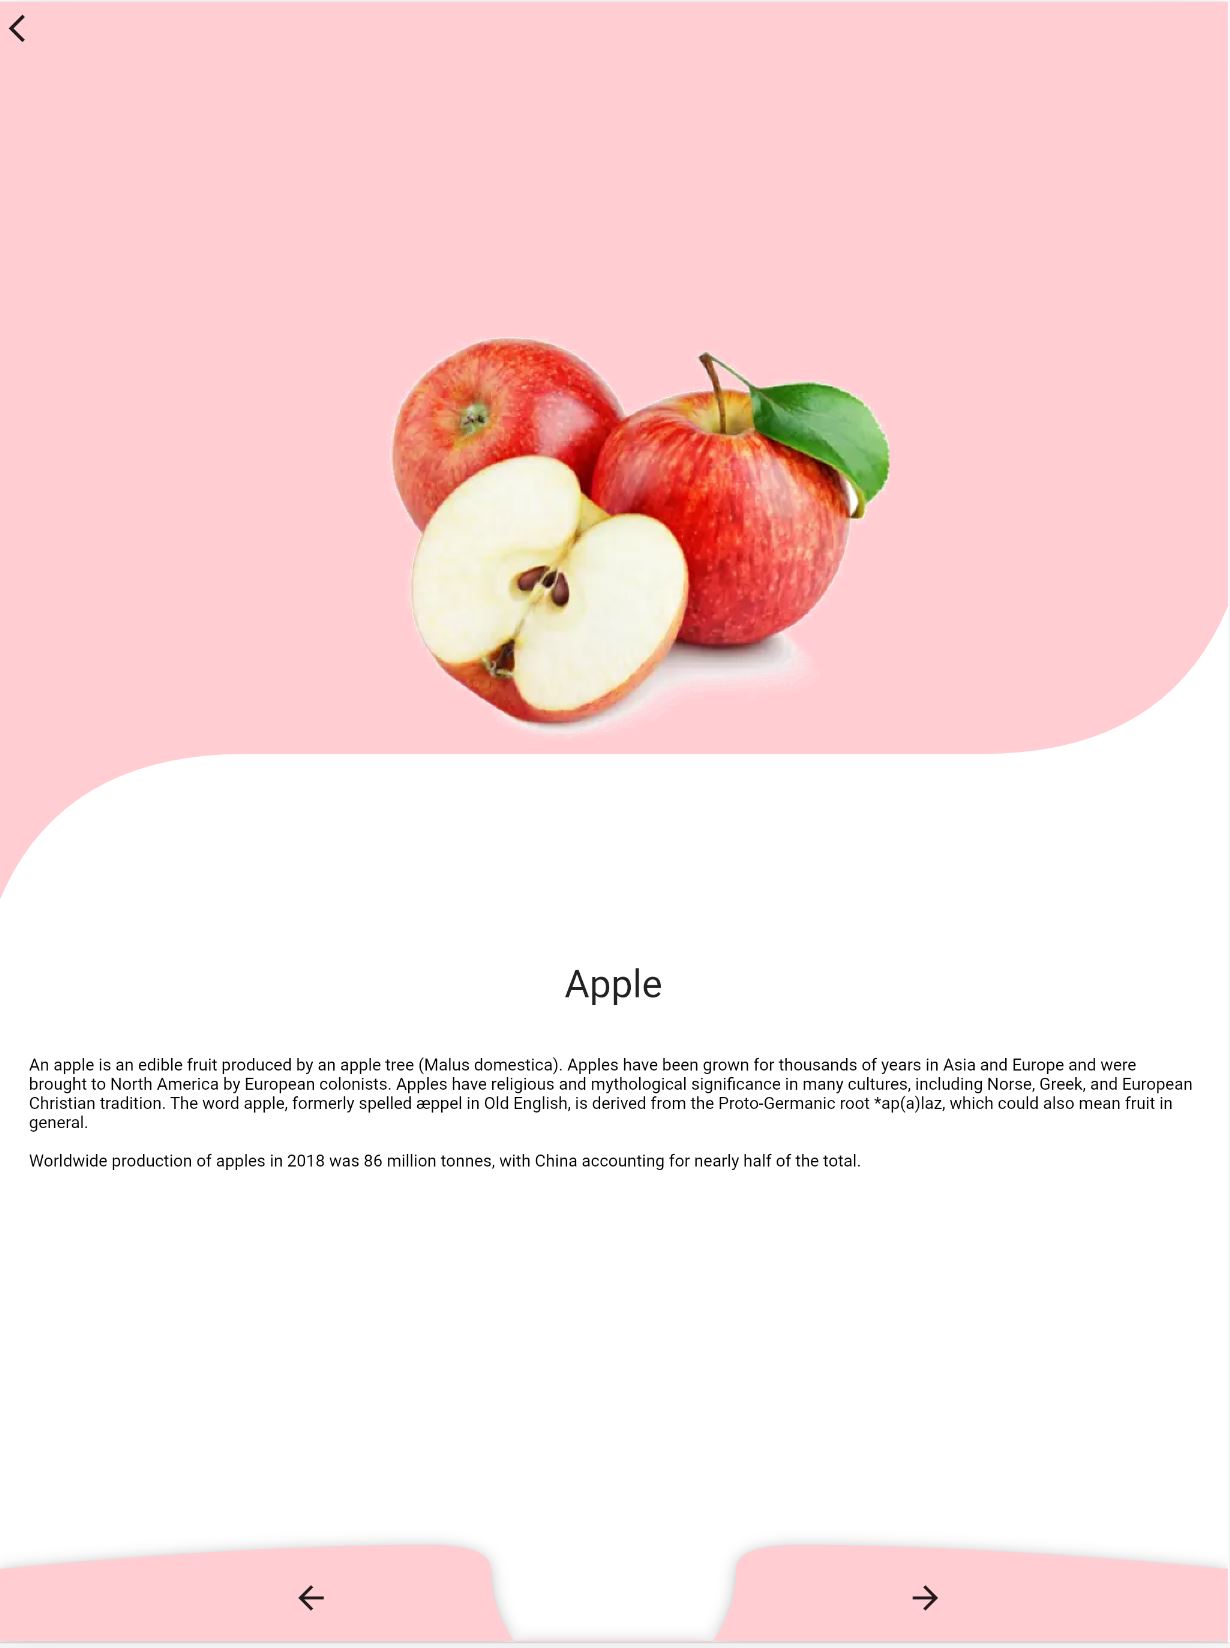 Apple
An apple is an edible fruit produced by an apple tree (Malus domestica). Apples have been grown for thousands of years in Asia and Europe and were
brought to North America by European colonists. Apples have religious and mythological significance in many cultures, including Norse, Greek, and European
Christian tradition. The word apple, formerly spelled æppel in Old English, is derived from the Proto-Germanic root *ap(a)laz, which could also mean fruit in
general.
Worldwide production of apples in 2018 was 86 million tonnes, with China accounting for nearly half of the total.